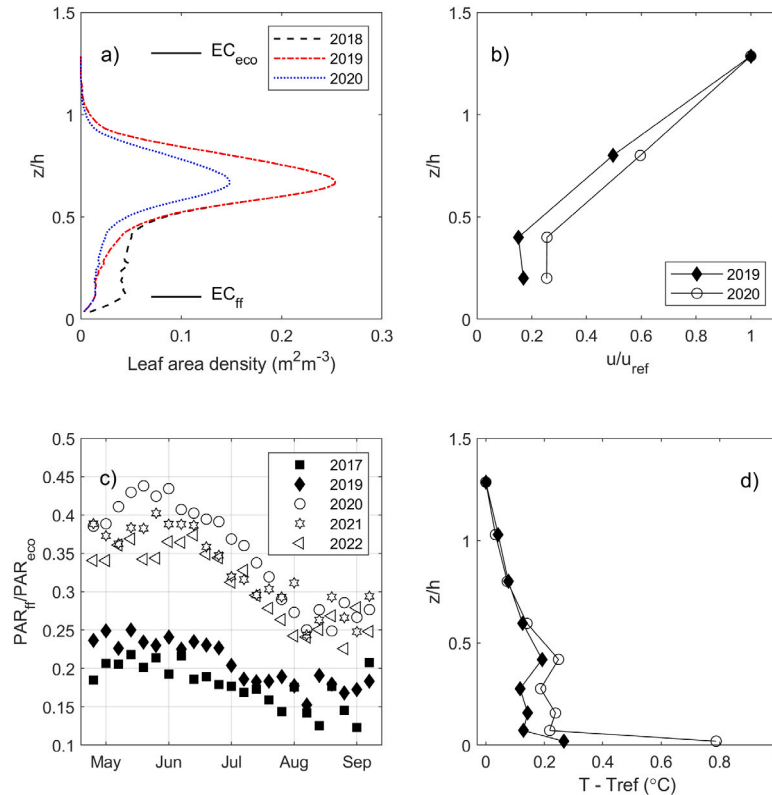 a)
EC_eco
2018
2019
2020
EC_ff
1.5
1
0.5
0
z/h
0
0.1
0.2
0.3
Leaf area density (m²m⁻³)
b)
2019
2020
1.5
1
0.5
0
z/h
0
0.2
0.4
0.6
0.8
1
u/u_ref
c)
2017
2019
2020
2021
2022
0.5
0.45
0.4
0.35
0.3
0.25
0.2
0.15
0.1
PAR_ff/PAR_eco
May
Jun
Jul
Aug
Sep
d)
1.5
1
0.5
0
z/h
0
0.2
0.4
0.6
0.8
T - Tref (°C)